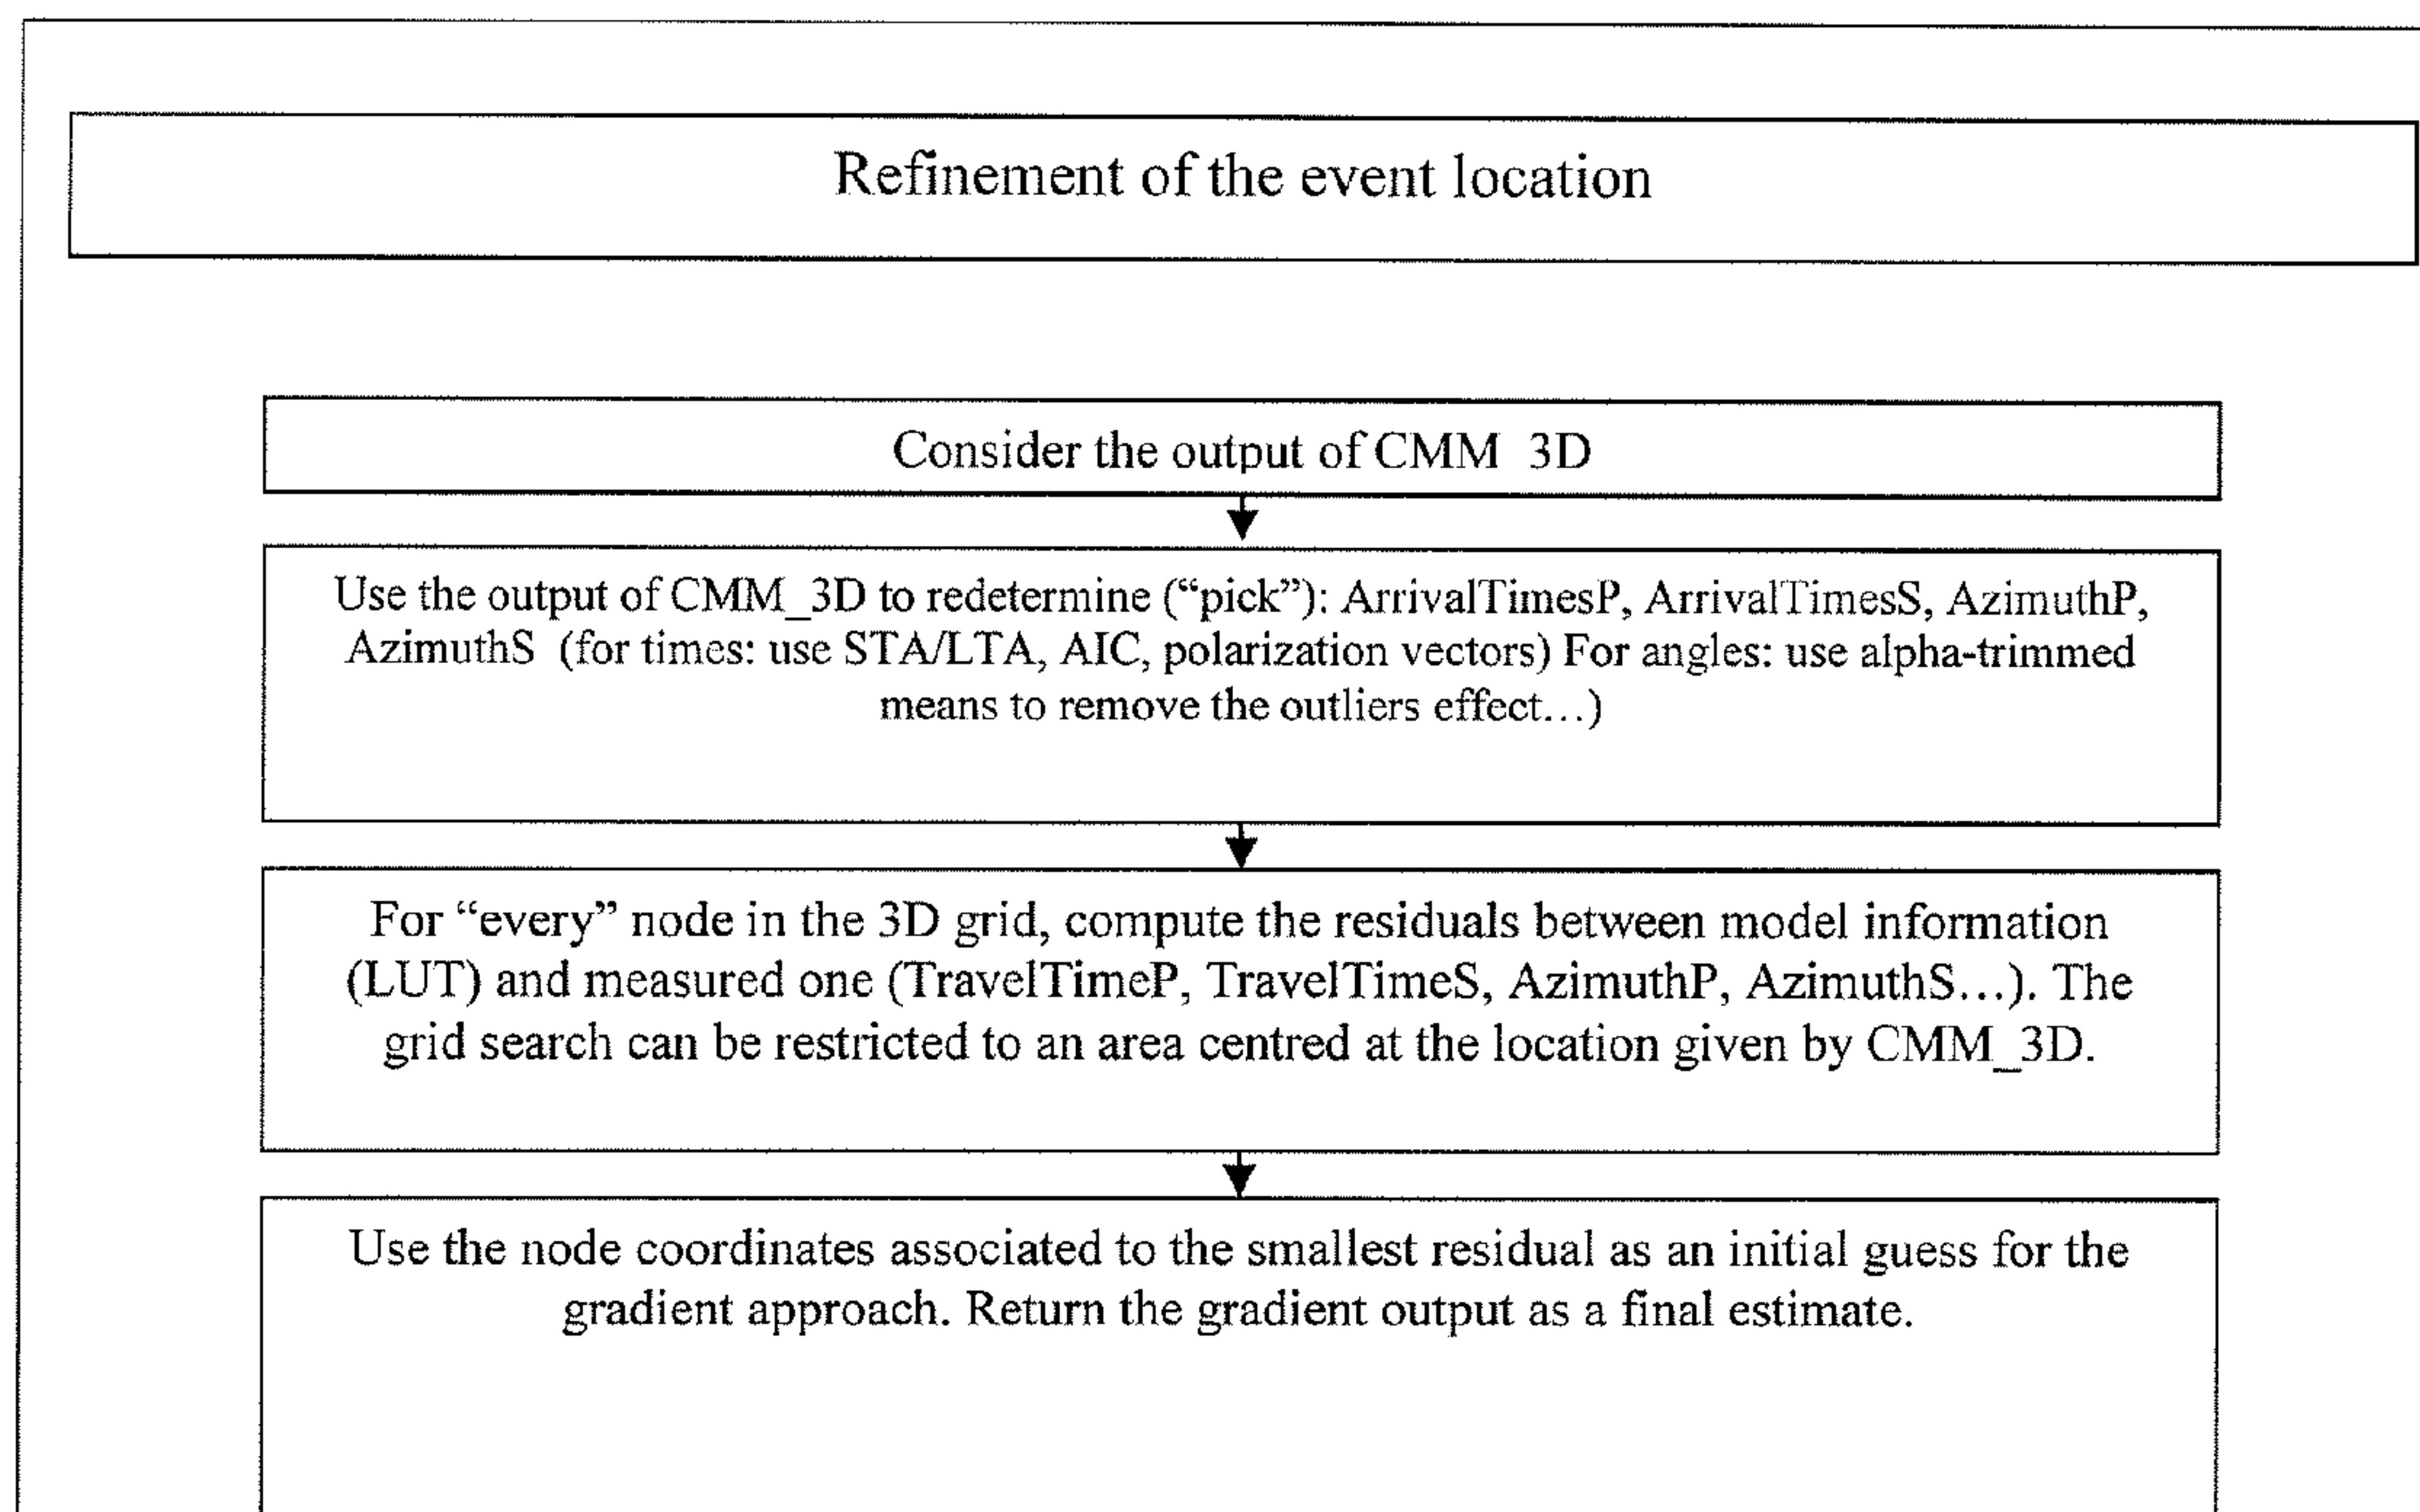 Refinement of the event location
Consider the output of CMM 3D
Use the output of CMM_3D to redetermine (“pick”): ArrivalTimesP, ArrivalTimesS, AzimuthP,
AzimuthS (for times: use STA/LTA, AIC, polarization vectors) For angles: use alpha-trimmed
means to remove the outliers effect…)
For “every” node in the 3D grid, compute the residuals between model information
(LUT) and measured one (TravelTimeP, TravelTimeS, AzimuthP, AzimuthS…). The
grid search can be restricted to an area centred at the location given by CMM_3D.
Use the node coordinates associated to the smallest residual as an initial guess for the
gradient approach. Return the gradient output as a final estimate.